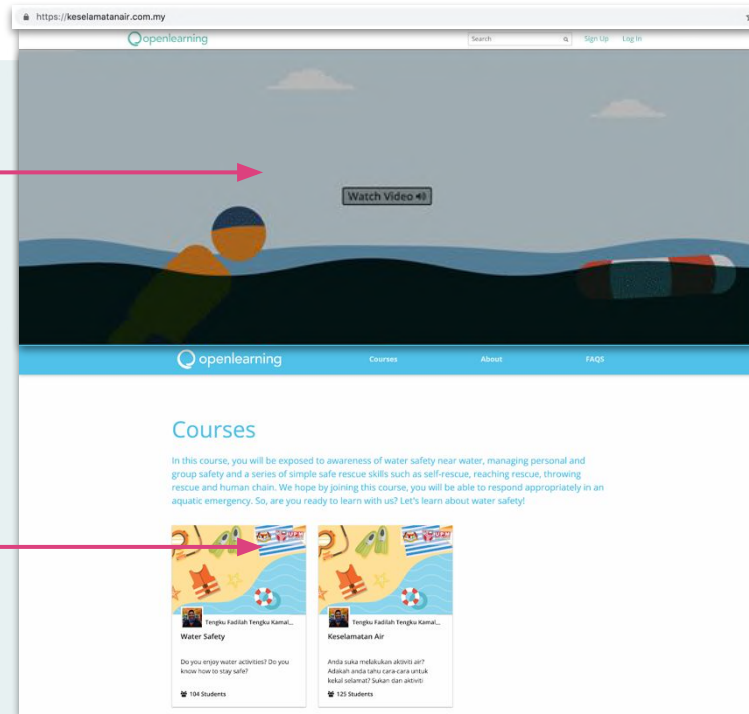 https://keselamatanair.com.my
openlearning
Search
Sign Up
Log In
Watch Video
openlearning
Courses
About
FAQS
Courses
In this course, you will be exposed to awareness of water safety near water, managing personal and
group safety and a series of simple safe rescue skills such as self-rescue, reaching rescue, throwing
rescue and human chain. We hope by joining this course, you will be able to respond appropriately in an
aquatic emergency. So, are you ready to learn with us? Let's learn about water safety!
Tengku Fadilah Tengku Kamal...
Water Safety
Do you enjoy water activities? Do you
know how to stay safe?
104 Students
Tengku Fadilah Tengku Kamal...
Keselamatan Air
Anda suka melakukan aktiviti air?
Adakah anda tahu cara-cara untuk
kekal selamat? Sukan dan aktiviti
125 Students